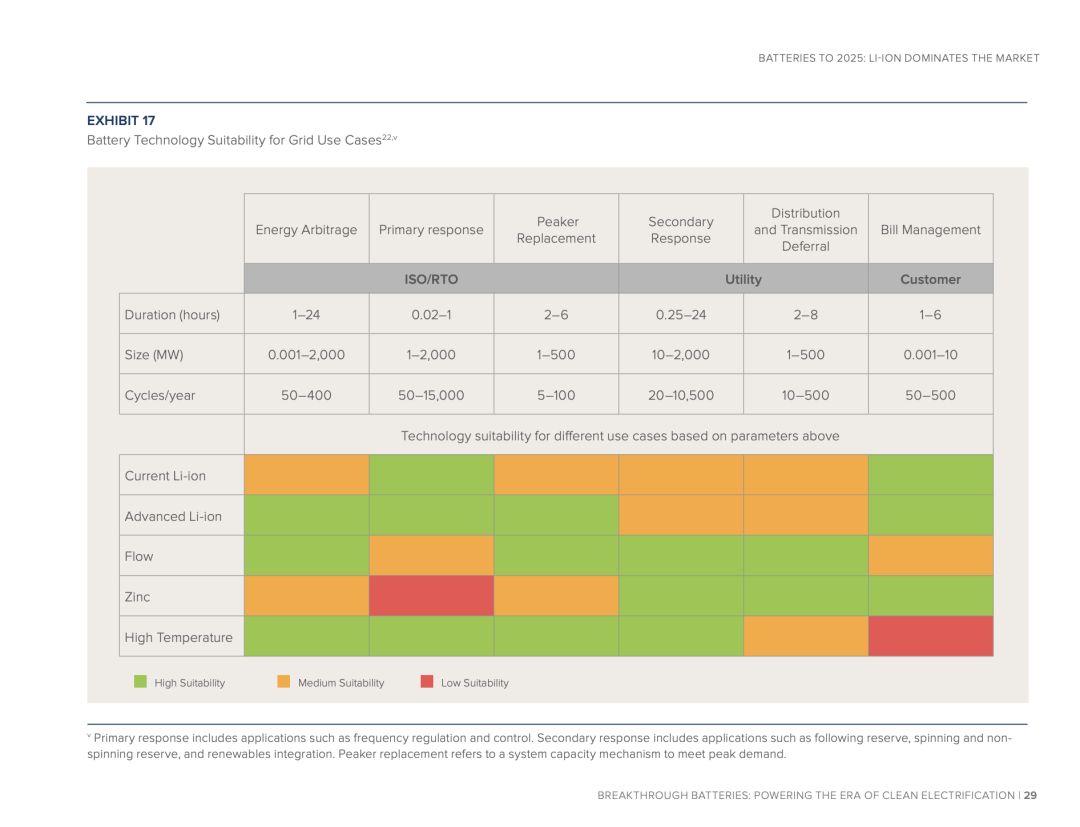 BATTERIES TO 2025: LI-ION DOMINATES THE MARKET
EXHIBIT 17
Battery Technology Suitability for Grid Use Cases22,v
Energy Arbitrage
Primary response
Peaker
Replacement
Secondary
Response
Distribution
and Transmission
Deferral
Bill Management
ISO/RTO
Utility
Customer
Duration (hours)
1–24
0.02–1
2–6
0.25–24
2–8
1–6
Size (MW)
0.001–2,000
1–2,000
1–500
10–2,000
1–500
0.001–10
Cycles/year
50–400
50–15,000
5–100
20–10,500
10–500
50–500
Technology suitability for different use cases based on parameters above
Current Li-ion
Advanced Li-ion
Flow
Zinc
High Temperature
High Suitability
Medium Suitability
Low Suitability
v Primary response includes applications such as frequency regulation and control. Secondary response includes applications such as following reserve, spinning and non-
spinning reserve, and renewables integration. Peaker replacement refers to a system capacity mechanism to meet peak demand.
BREAKTHROUGH BATTERIES: POWERING THE ERA OF CLEAN ELECTRIFICATION | 29